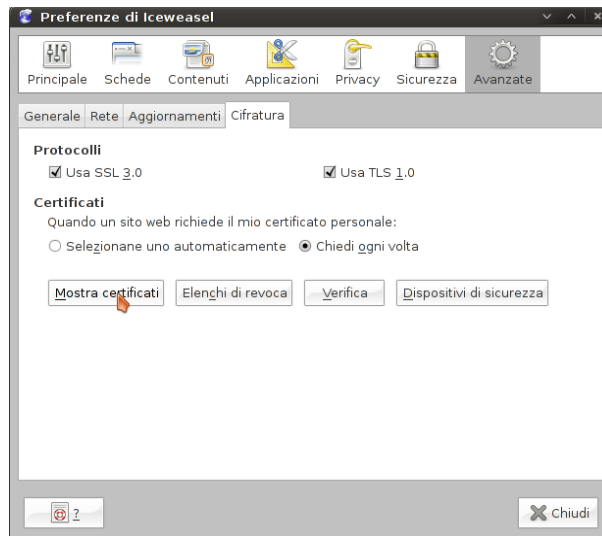 Preferenze di Iceweasel
Principale Schede Contenuti Applicazioni Privacy Sicurezza Avanzate
Generale Rete Aggiornamenti Cifratura
Protocolli
Usa SSL 3.0 Usa TLS 1.0
Certificati
Quando un sito web richiede il mio certificato personale:
Selezionane uno automaticamente Chiedi ogni volta
Mostra certificati Elenchi di revoca Verifica Dispositivi di sicurezza
? Chiudi